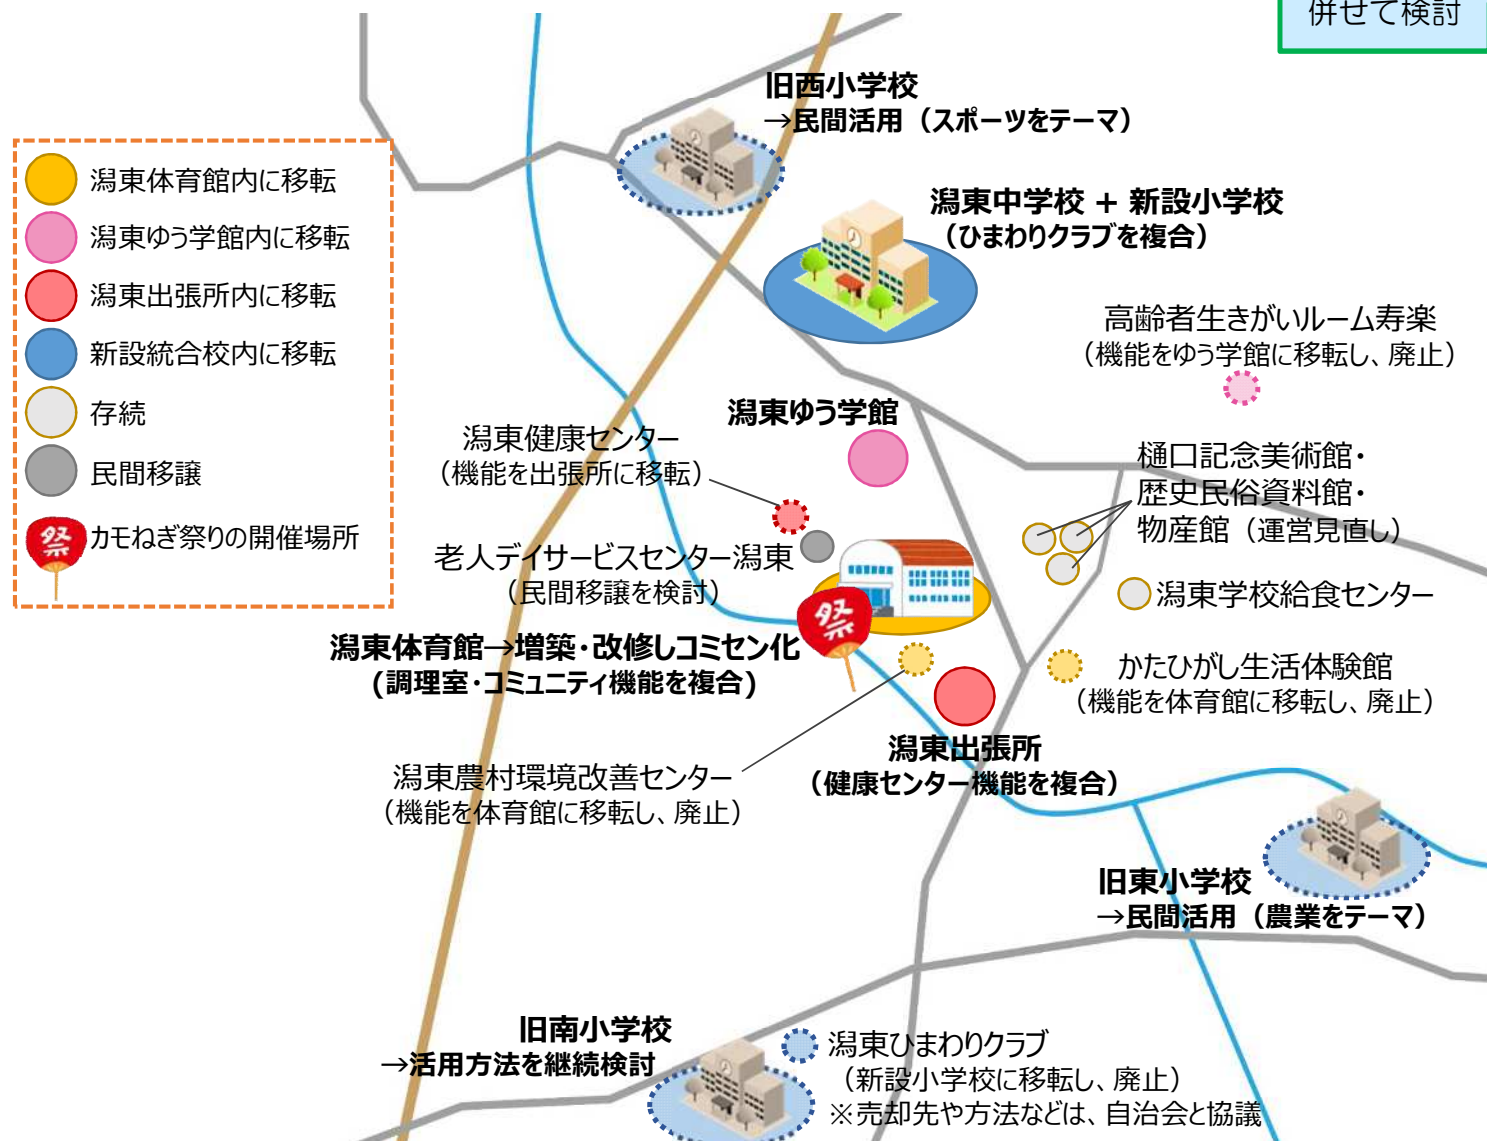 併せて検討
旧西小学校
→民間活用（スポーツをテーマ）
潟東体育館内に移転
潟東ゆう学館内に移転
潟東出張所内に移転
新設統合校内に移転
存続
民間移譲
祭
カモねぎ祭りの開催場所
潟東中学校 + 新設小学校
（ひまわりクラブを複合）
高齢者生きがいルーム寿楽
（機能をゆう学館に移転し、廃止）
潟東ゆう学館
潟東健康センター
（機能を出張所に移転）
樋口記念美術館・
歴史民俗資料館・
物産館（運営見直し）
老人デイサービスセンター潟東
（民間移譲を検討）
潟東学校給食センター
祭
潟東体育館→増築・改修しコミセン化
(調理室・コミュニティ機能を複合)
かたひがし生活体験館
（機能を体育館に移転し、廃止）
潟東出張所
（健康センター機能を複合）
潟東農村環境改善センター
（機能を体育館に移転し、廃止）
旧東小学校
→民間活用（農業をテーマ）
旧南小学校
→活用方法を継続検討
潟東ひまわりクラブ
（新設小学校に移転し、廃止）
※売却先や方法などは、自治会と協議